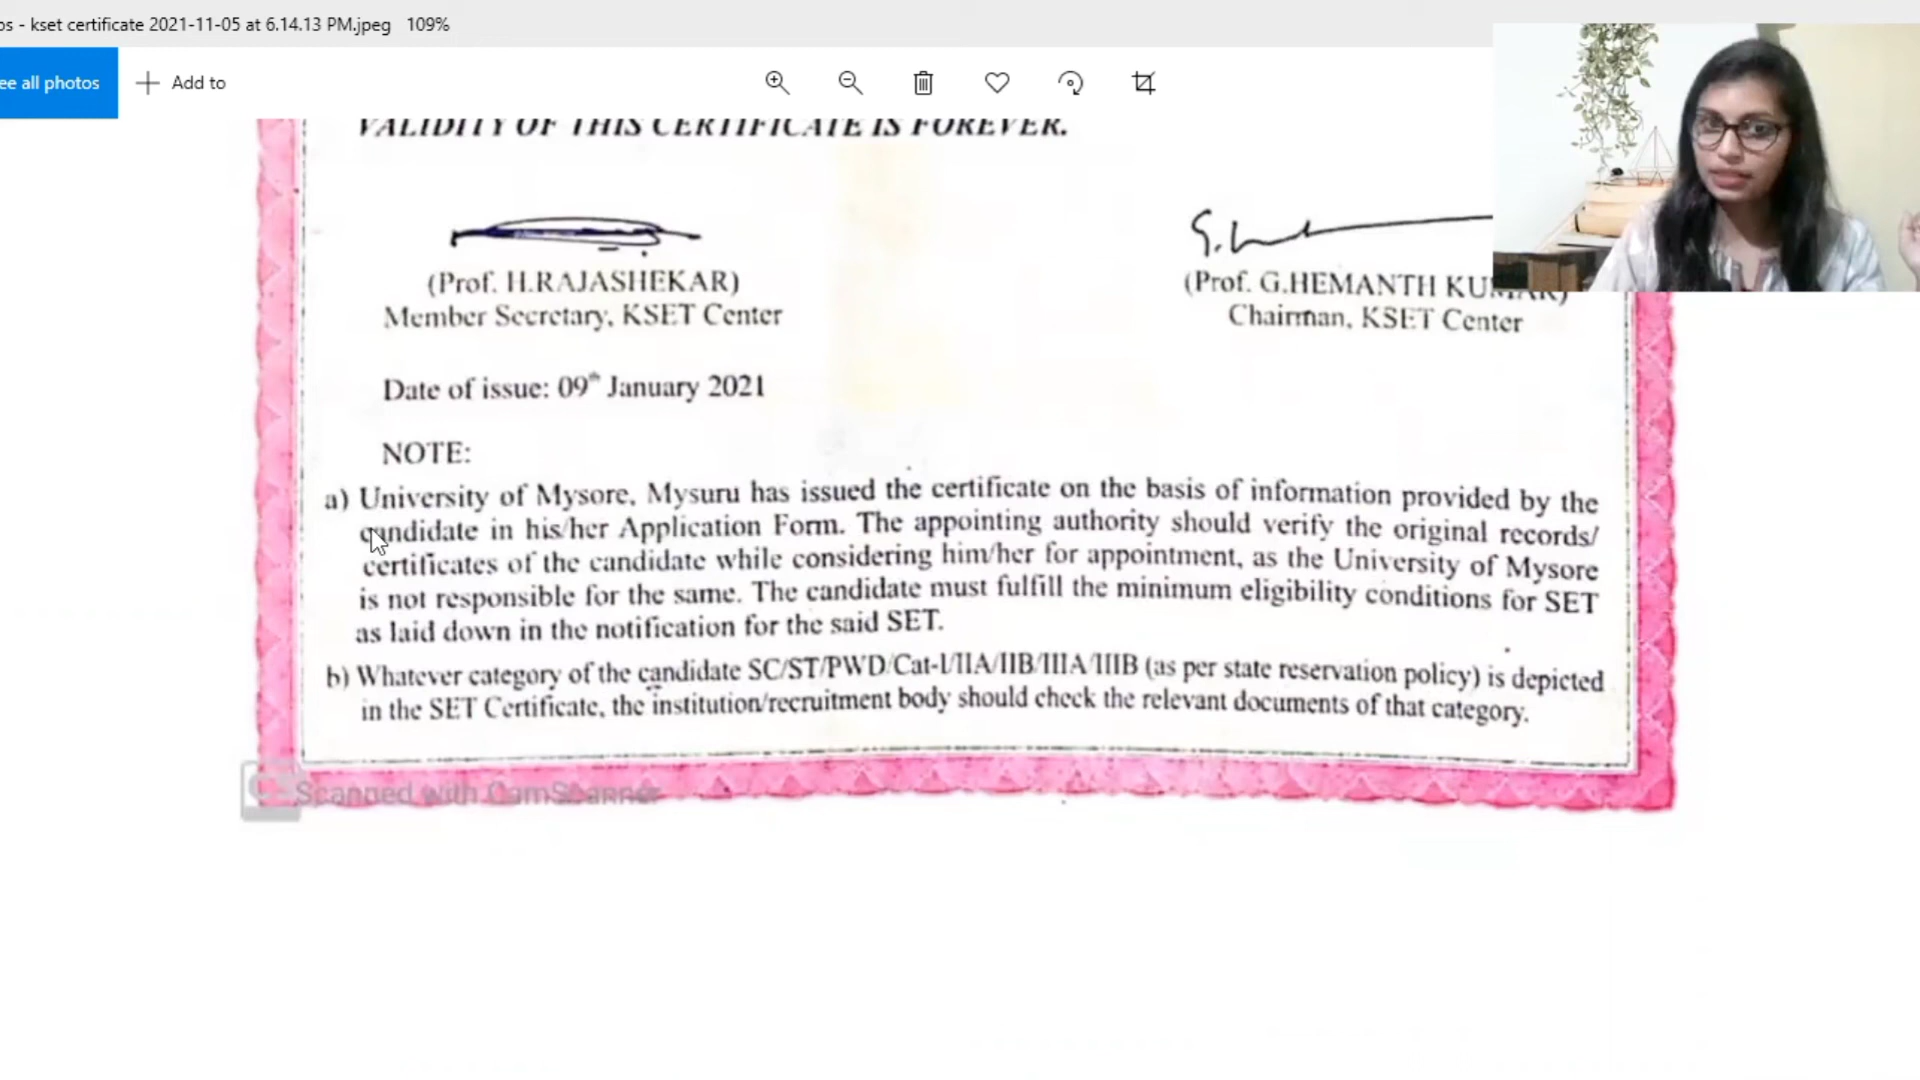 os - kset certificate 2021-11-05 at 6.14.13 PM.jpeg 109%
ee all photos
Add to
VALIDITY OF THIS CERTIFICATE IS FOREVER.
(Prof. H.RAJASHEKAR)
Member Secretary, KSET Center
(Prof. G.HEMANTH KUMAR)
Chairman, KSET Center
Date of issue: 09th January 2021
NOTE:
a) University of Mysore, Mysuru has issued the certificate on the basis of information provided by the
candidate in his/her Application Form. The appointing authority should verify the original records/
certificates of the candidate while considering him/her for appointment, as the University of Mysore
is not responsible for the same. The candidate must fulfill the minimum eligibility conditions for SET
as laid down in the notification for the said SET.
b) Whatever category of the candidate SC/ST/PWD/Cat-I/IIA/IIB/IIIA/IIIB (as per state reservation policy) is depicted
in the SET Certificate, the institution/recruitment body should check the relevant documents of that category.
CS Scanned with CamScanner